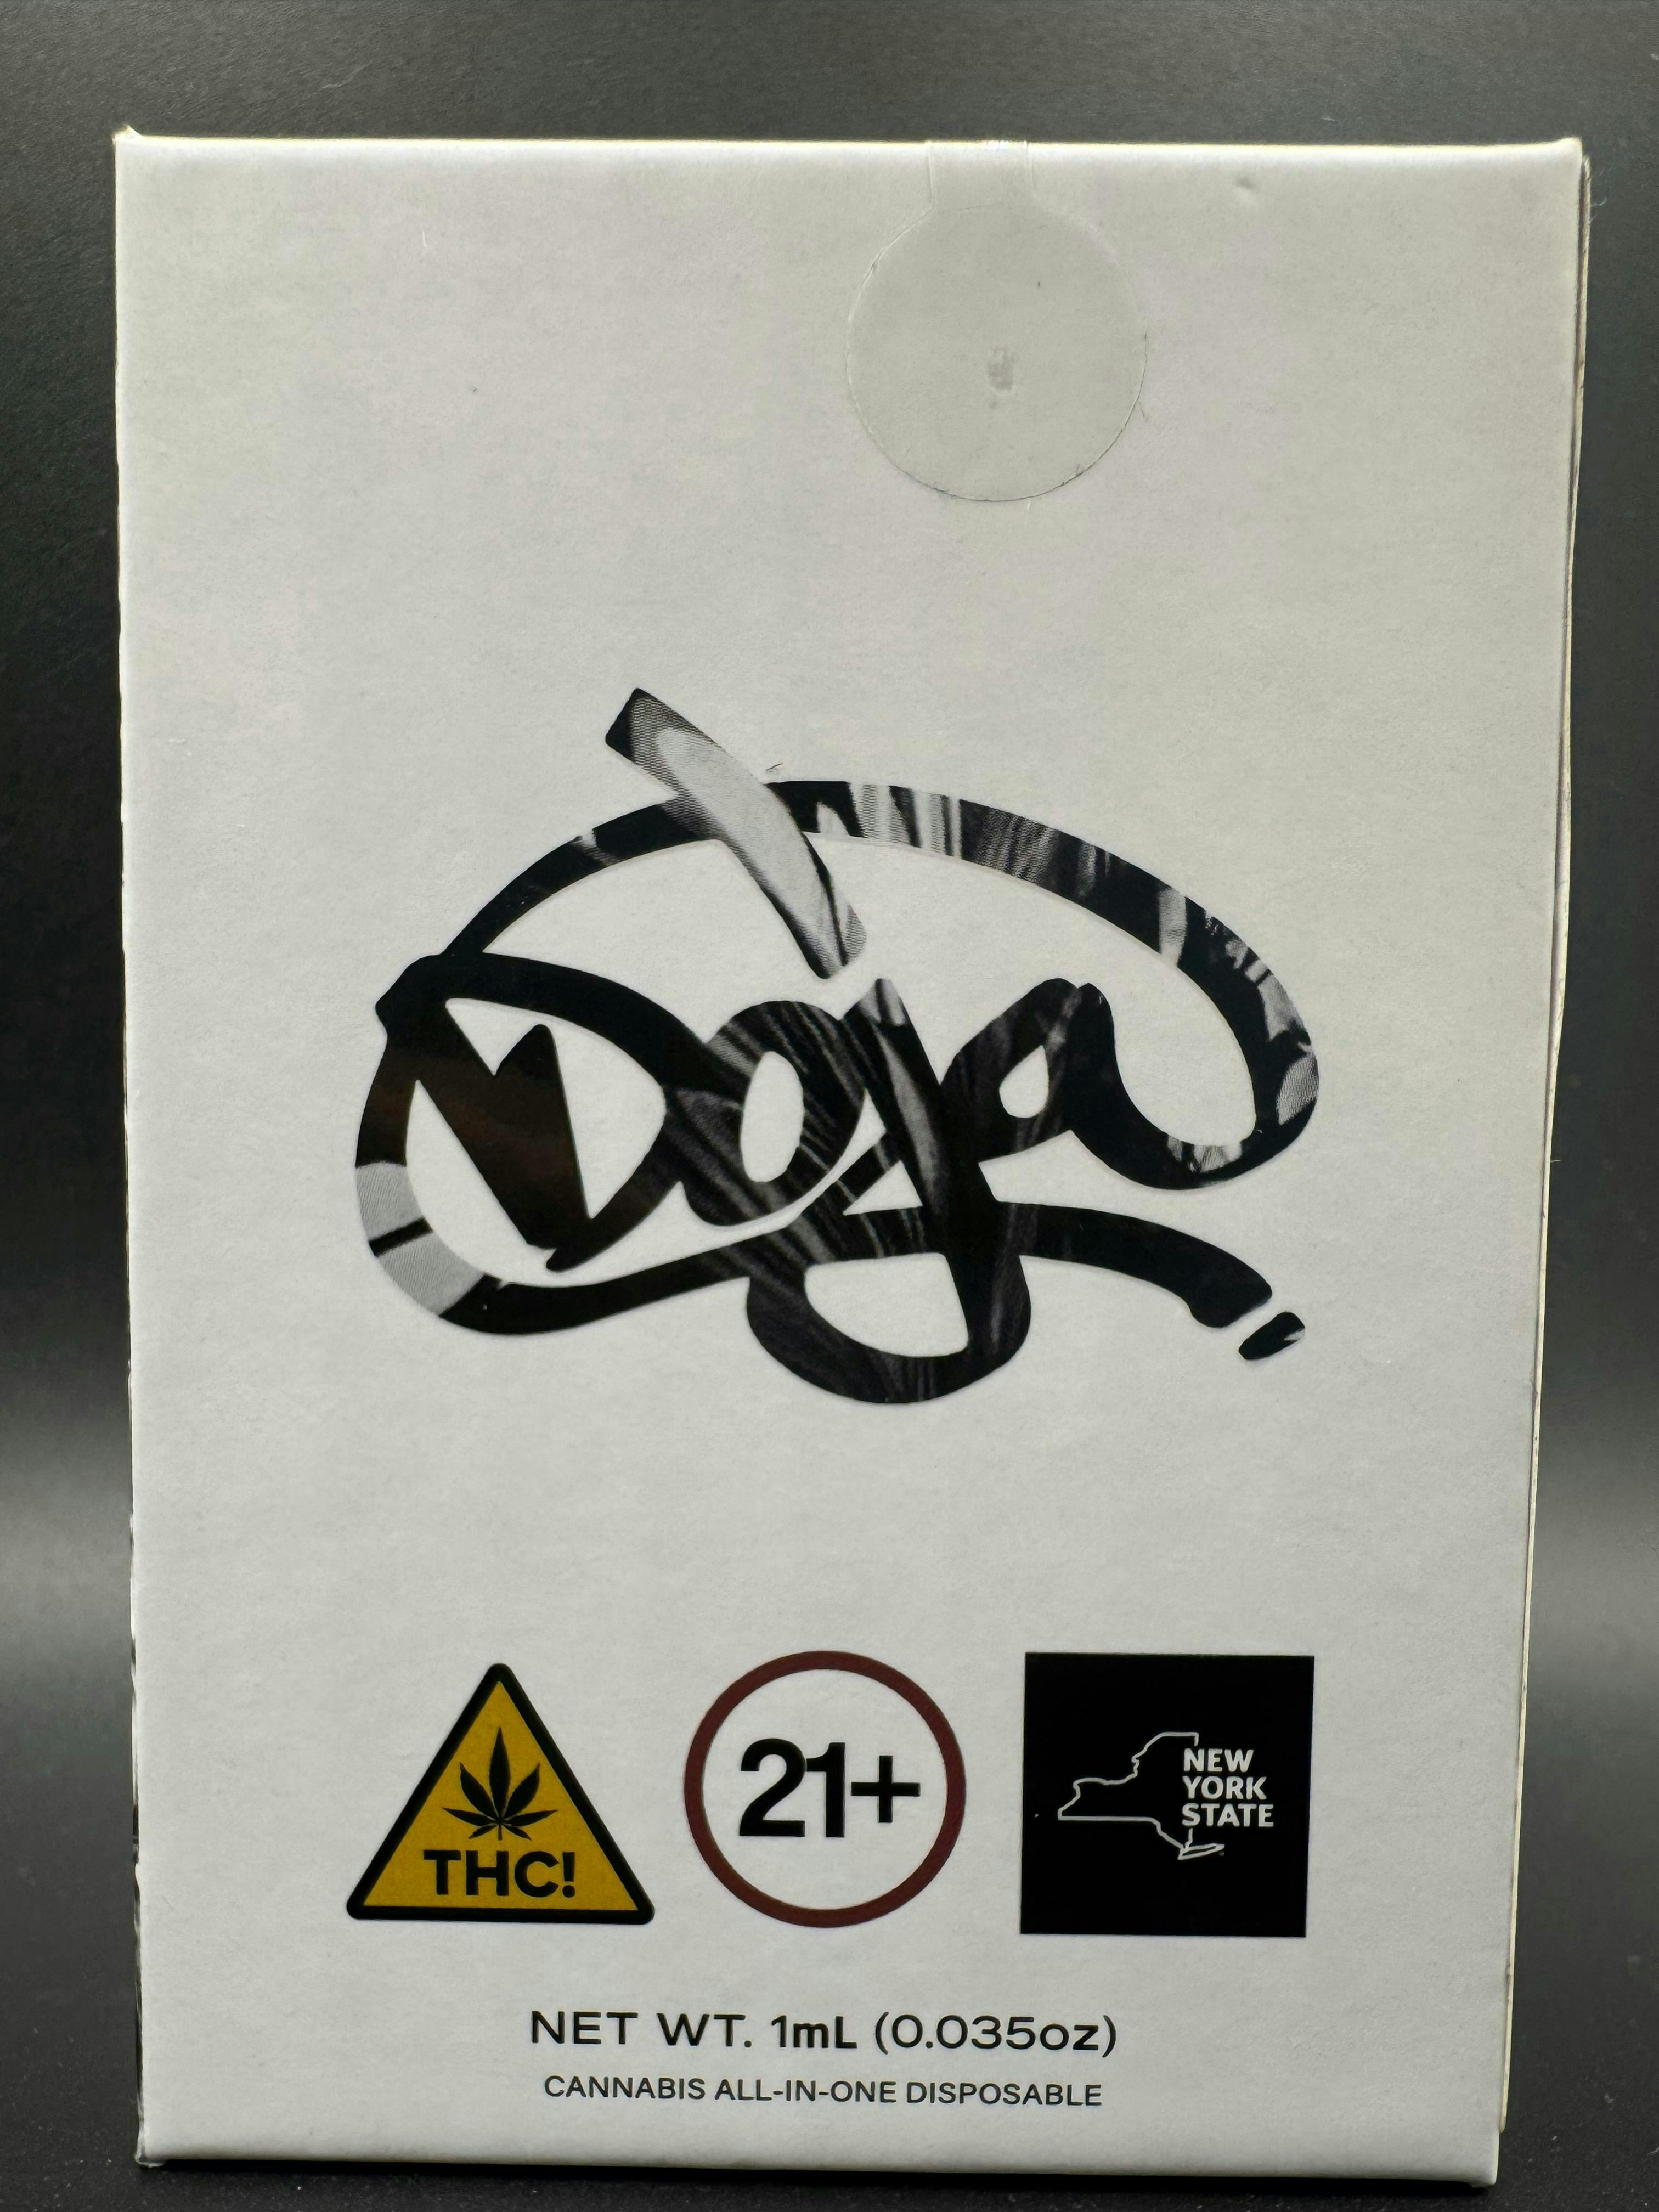 Doja
THC!
21+
NEW
YORK
STATE
NET WT. 1mL (0.035oz)
CANNABIS ALL-IN-ONE DISPOSABLE